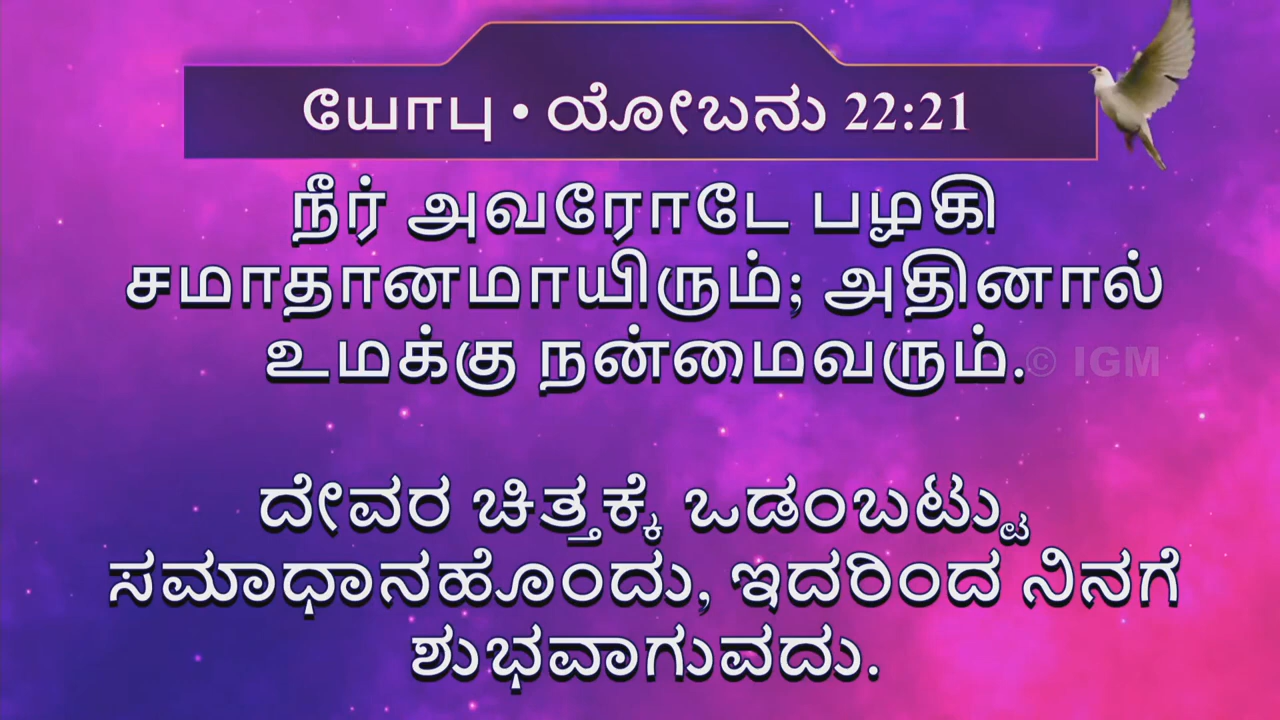 யோபு • ಯೋಬನು 22:21
நீர் அவரோடே பழகி
சமாதானமாயிரும்; அதினால்
உமக்கு நன்மைவரும்.
© IGM
ದೇವರ ಚಿತ್ತಕ್ಕೆ ಒಡಂಬಟ್ಟು
ಸಮಾಧಾನಹೊಂದು, ಇದರಿಂದ ನಿನಗೆ
ಶುಭವಾಗುವದು.